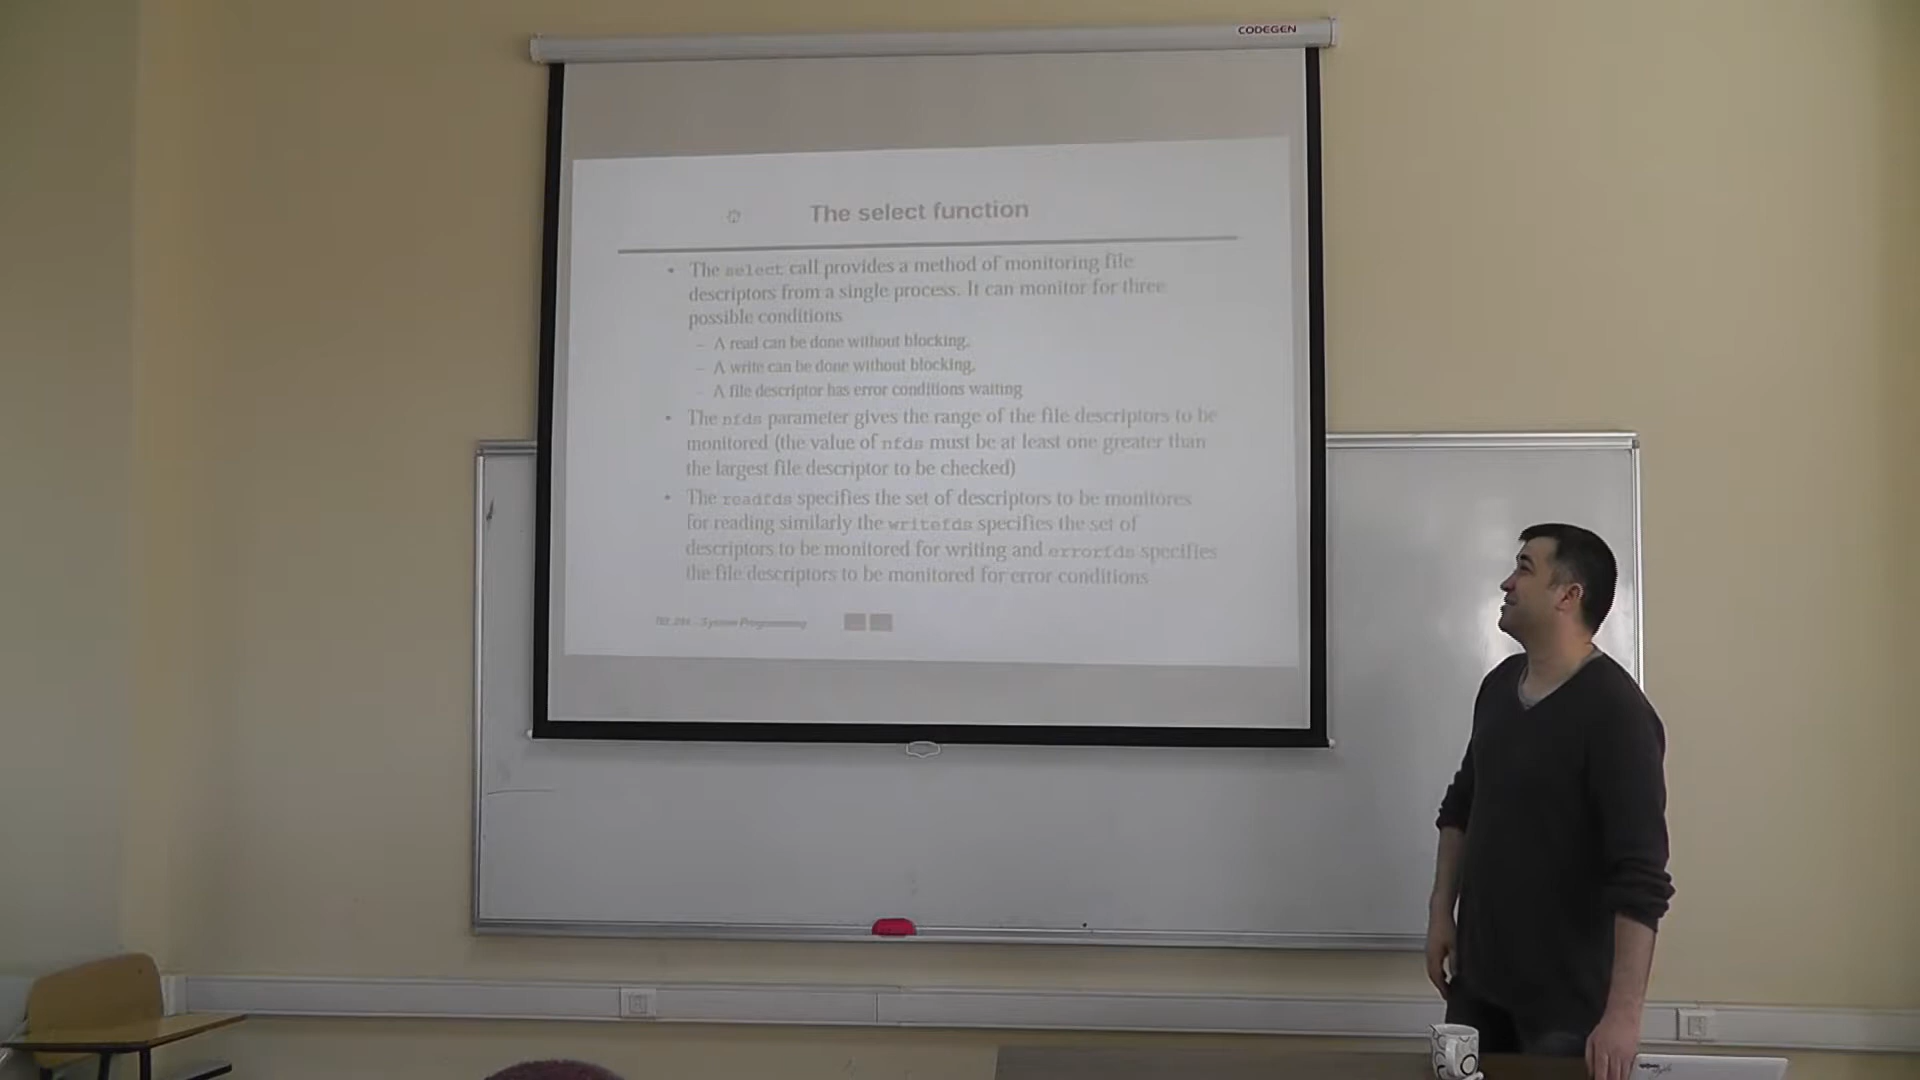 CODEGEN
The select function
• The select call provides a method of monitoring file
descriptors from a single process. It can monitor for three
possible conditions
– A read can be done without blocking.
– A write can be done without blocking.
– A file descriptor has error conditions waiting
• The nfds parameter gives the range of the file descriptors to be
monitored (the value of nfds must be at least one greater than
the largest file descriptor to be checked)
• The readfds specifies the set of descriptors to be monitores
for reading similarly the writefds specifies the set of
descriptors to be monitored for writing and errorfds specifies
the file descriptors to be monitored for error conditions
System Programming